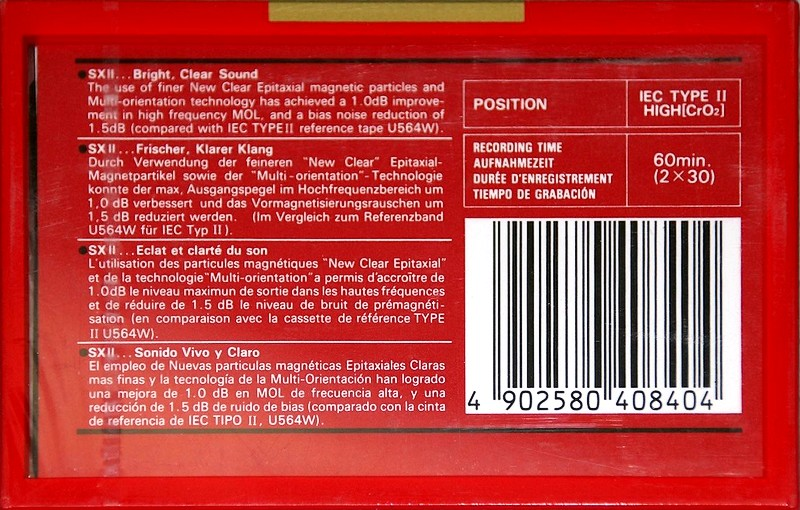 ●SXII...Bright, Clear Sound
The use of finer New Clear Epitaxial magnetic particles and
Multi-orientation technology has achieved a 1.0dB improve-
ment in high frequency MOL, and a bias noise reduction of
1.5dB (compared with IEC TYPEII reference tape U564W).
●SXII...Frischer, Klarer Klang
Durch Verwendung der feineren "New Clear" Epitaxial-
Magnetpartikel sowie der "Multi-orientation"-Technologie
konnte der max, Ausgangspegel im Hochfrequenzbereich um
1,0 dB verbessert und das Vormagnetisierungsrauschen um
1,5 dB reduziert werden. (Im Vergleich zum Referenzband
U564W für IEC Typ II).
●SXII...Eclat et clarté du son
L'utilisation des particules magnétiques "New Clear Epitaxial"
et de la technologie "Multi-orientation" a permis d'accroître de
1.0dB le niveau maximun de sortie dans les hautes fréquences
et de réduire de 1.5 dB le niveau de bruit de prémagnéti-
sation (en comparaison avec la cassette de référence TYPE
II U564W).
●SXII...Sonido Vivo y Claro
El empleo de Nuevas particulas magnéticas Epitaxiales Claras
mas finas y la tecnología de la Multi-Orientación han logrado
una mejora de 1.0 dB en MOL de frecuencia alta, y una
reducción de 1.5 dB de ruido de bias (comparado con la cinta
de referencia de IEC TIPO II, U564W).
POSITION
IEC TYPE II
HIGH[CrO₂]
RECORDING TIME
AUFNAHMEZEIT
DURÉE D'ENREGISTREMENT
TIEMPO DE GRABACIÓN
60min.
(2×30)
4 902580 408404